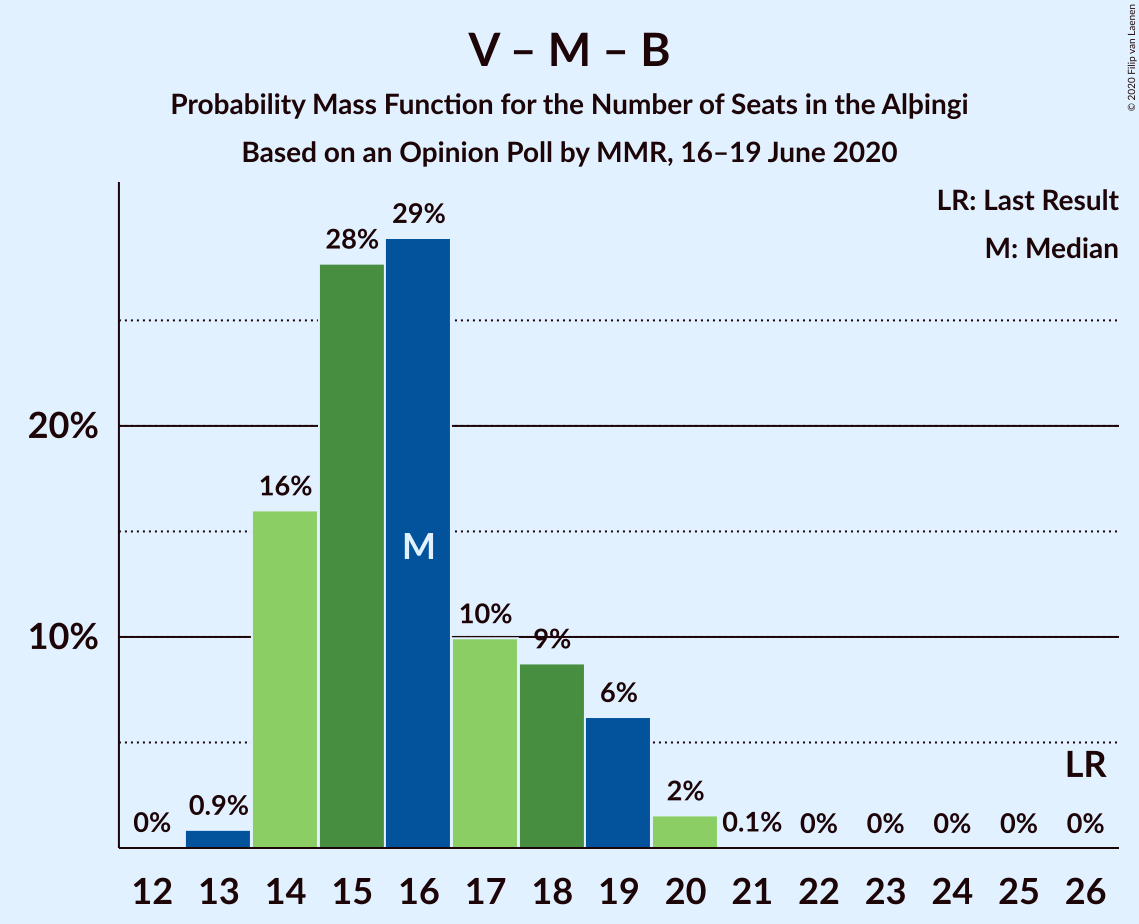 V – M – B
Probability Mass Function for the Number of Seats in the Alþingi
Based on an Opinion Poll by MMR, 16–19 June 2020
© 2020 Filip van Laenen
LR: Last Result
M: Median
29%
28%
20%
16%
M
10%
10%
9%
6%
LR
2%
0.9%
0%
0.1%
0%
0%
0%
0%
0%
12 13 14 15 16 17 18 19 20 21 22 23 24 25 26